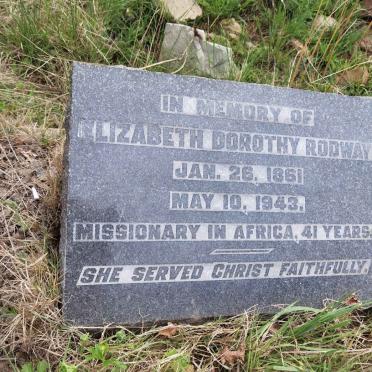 IN MEMORY OF
ELIZABETH DOROTHY RODWAY
JAN. 26, 1861
MAY 10, 1943.
MISSIONARY IN AFRICA, 41 YEARS.
SHE SERVED CHRIST FAITHFULLY.